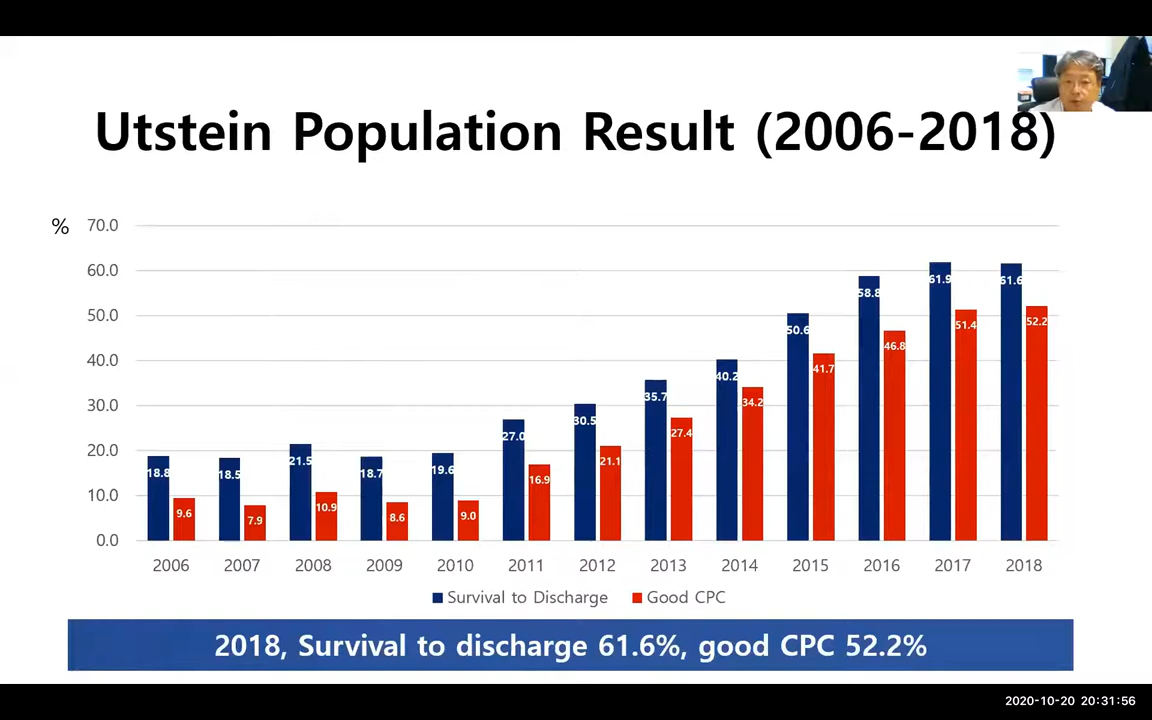 Utstein Population Result (2006-2018)
%
70.0
60.0
50.0
40.0
30.0
20.0
10.0
0.0
18.8 9.6 18.5 7.9 21.5 10.9 18.7 8.6 19.6 9.0 27.0 16.9 30.5 21.1 35.7 27.4 40.2 34.2 50.6 41.7 58.8 46.8 61.9 51.4 61.6 52.2
2006 2007 2008 2009 2010 2011 2012 2013 2014 2015 2016 2017 2018
Survival to Discharge Good CPC
2018, Survival to discharge 61.6%, good CPC 52.2%
2020-10-20 20:31:56